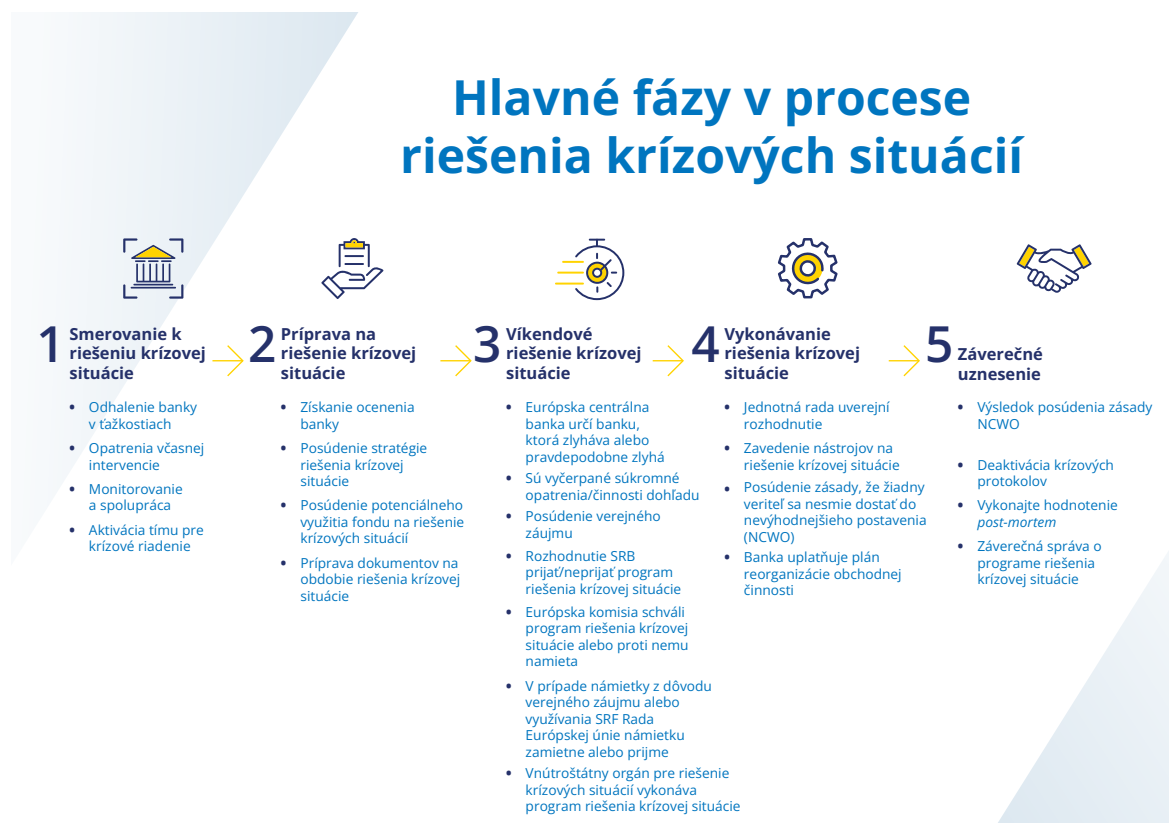 Hlavné fázy v procese
riešenia krízových situácií
1
Smerovanie k
riešeniu krízovej
situácie
Odhalenie banky
v ťažkostiach
Opatrenia včasnej
intervencie
Monitorovanie
a spolupráca
Aktivácia tímu pre
krízové riadenie
2
Príprava na
riešenie krízovej
situácie
Získanie ocenenia
banky
Posúdenie stratégie
riešenia krízovej
situácie
Posúdenie potenciálneho
využitia fondu na riešenie
krízových situácií
Príprava dokumentov na
obdobie riešenia krízovej
situácie
3
Víkendové
riešenie krízovej
situácie
Európska centrálna
banka určí banku,
ktorá zlyháva alebo
pravdepodobne zlyhá
Sú vyčerpané súkromné
opatrenia/činnosti dohľadu
Posúdenie verejného
záujmu
Rozhodnutie SRB
prijať/neprijať program
riešenia krízovej situácie
Európska komisia schváli
program riešenia krízovej
situácie alebo proti nemu
namieta
V prípade námietky z dôvodu
verejného záujmu alebo
využívania SRF Rada
Európskej únie námietku
zamietne alebo prijme
Vnútroštátny orgán pre riešenie
krízových situácií vykonáva
program riešenia krízovej situácie
4
Vykonávanie
riešenia krízovej
situácie
Jednotná rada uverejní
rozhodnutie
Zavedenie nástrojov na
riešenie krízovej situácie
Posúdenie zásady, že žiadny
veriteľ sa nesmie dostať do
nevýhodnejšieho postavenia
(NCWO)
Banka uplatňuje plán
reorganizácie obchodnej
činnosti
5
Záverečné
uznesenie
Výsledok posúdenia zásady
NCWO
Deaktivácia krízových
protokolov
Vykonajte hodnotenie
post-mortem
Záverečná správa o
programe riešenia
krízovej situácie